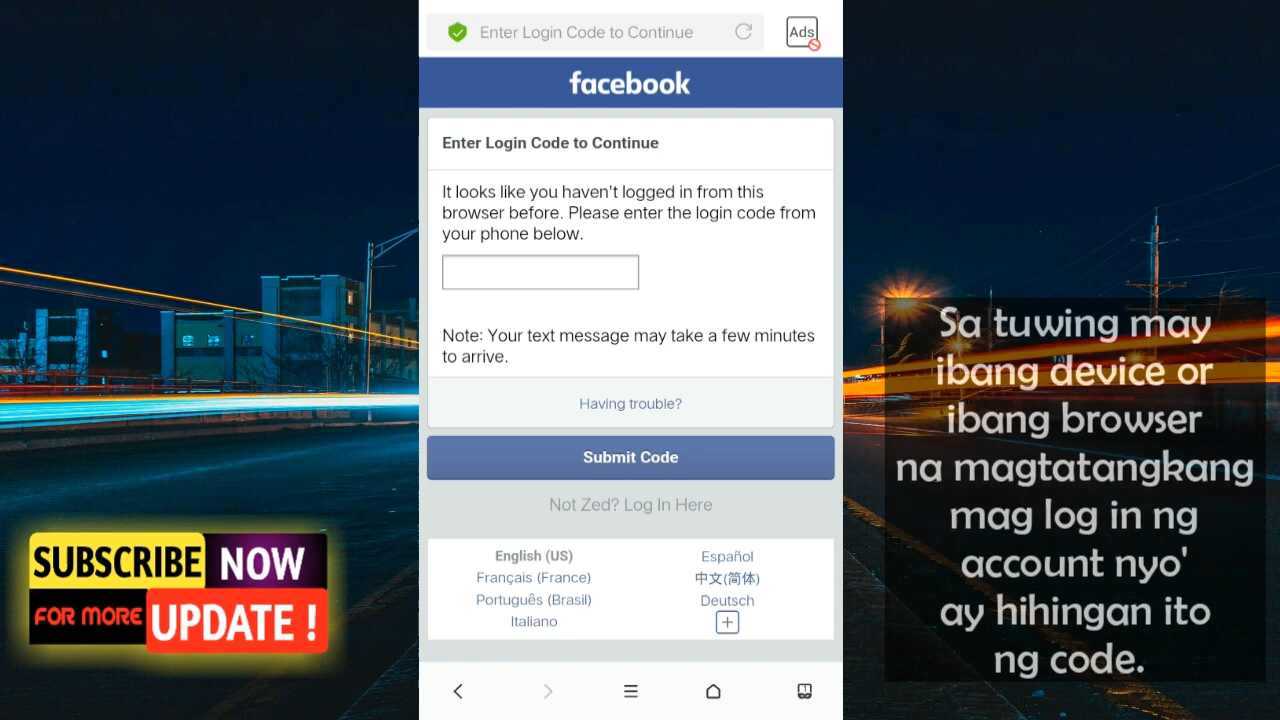 Enter Login Code to Continue
Ads
facebook
Enter Login Code to Continue
It looks like you haven't logged in from this
browser before. Please enter the login code from
your phone below.
Note: Your text message may take a few minutes
to arrive.
Having trouble?
Submit Code
Not Zed? Log In Here
English (US)
Español
Français (France)
中文(简体)
Português (Brasil)
Deutsch
Italiano
+
SUBSCRIBE NOW
FOR MORE UPDATE !
Sa tuwing may
ibang device or
ibang browser
na magtatangkang
mag log in ng
account nyo'
ay hihingan ito
ng code.